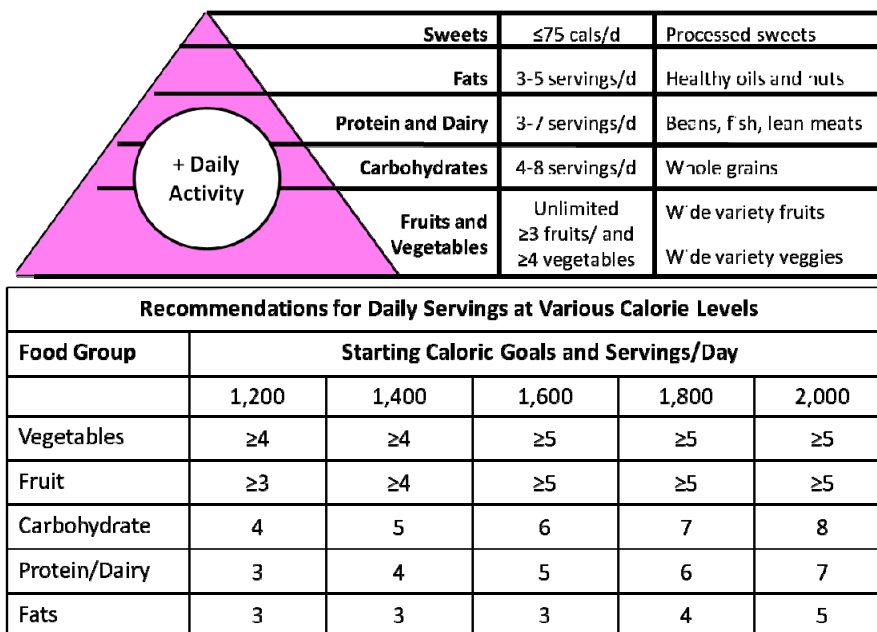 Sweets ≤75 cals/d Processed sweets
Fats 3-5 servings/d Healthy oils and nuts
Protein and Dairy 3-7 servings/d Beans, fish, lean meats
+ Daily
Activity
Carbohydrates 4-8 servings/d Whole grains
Fruits and
Vegetables
Unlimited
≥3 fruits/ and
≥4 vegetables
Wide variety fruits
Wide variety veggies
Recommendations for Daily Servings at Various Calorie Levels
Food Group Starting Caloric Goals and Servings/Day
1,200 1,400 1,600 1,800 2,000
Vegetables ≥4 ≥4 ≥5 ≥5 ≥5
Fruit ≥3 ≥4 ≥5 ≥5 ≥5
Carbohydrate 4 5 6 7 8
Protein/Dairy 3 4 5 6 7
Fats 3 3 3 4 5